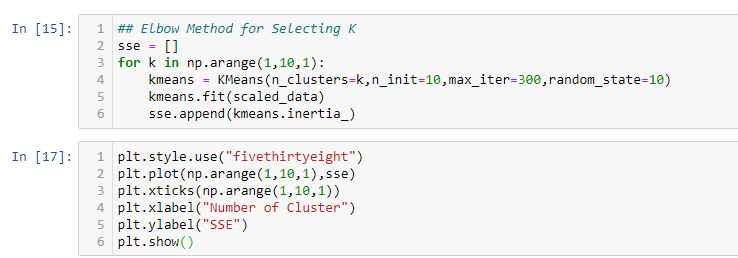 In [15]:
1 ## Elbow Method for Selecting K
2 sse = []
3 for k in np.arange(1,10,1):
4     kmeans = KMeans(n_clusters=k,n_init=10,max_iter=300,random_state=10)
5     kmeans.fit(scaled_data)
6     sse.append(kmeans.inertia_)
In [17]:
1 plt.style.use("fivethirtyeight")
2 plt.plot(np.arange(1,10,1),sse)
3 plt.xticks(np.arange(1,10,1))
4 plt.xlabel("Number of Cluster")
5 plt.ylabel("SSE")
6 plt.show()